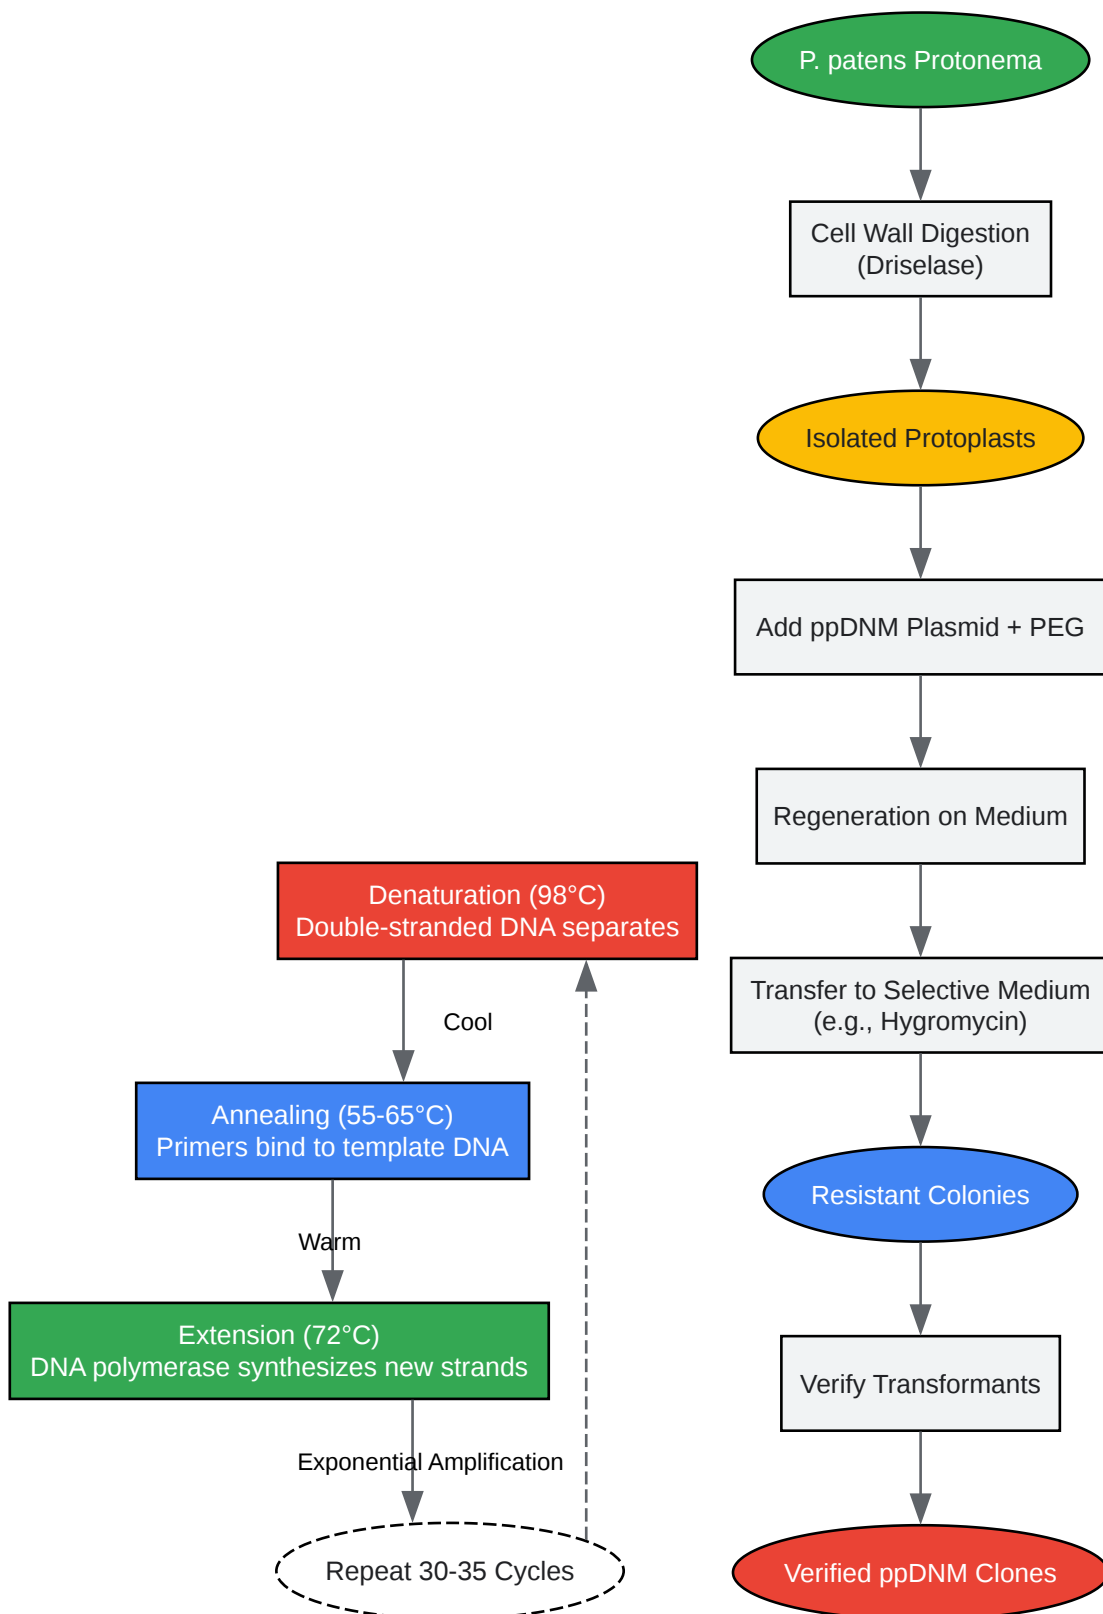 P. patens Protonema
Cell Wall Digestion
(Driselase)
Isolated Protoplasts
Add ppDNM Plasmid + PEG
Regeneration on Medium
Transfer to Selective Medium
(e.g., Hygromycin)
Resistant Colonies
Verify Transformants
Verified ppDNM Clones
Denaturation (98°C)
Double-stranded DNA separates
Cool
Annealing (55-65°C)
Primers bind to template DNA
Warm
Extension (72°C)
DNA polymerase synthesizes new strands
Exponential Amplification
Repeat 30-35 Cycles